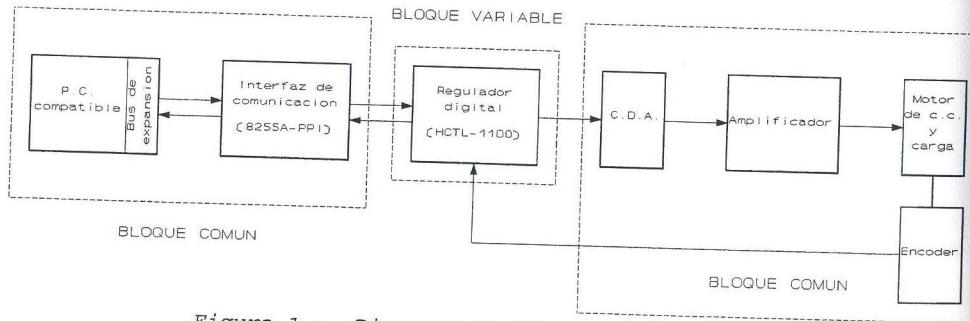 BLOQUE VARIABLE
P.C.
compatible
Bus de
expansion
Interfaz de
comunicacion
(8255A-PPI)
Regulador
digital
(HCTL-1100)
C.D.A.
Amplificador
Motor
de c.c.
y
carga
Encoder
BLOQUE COMUN
BLOQUE COMUN
Figura 1